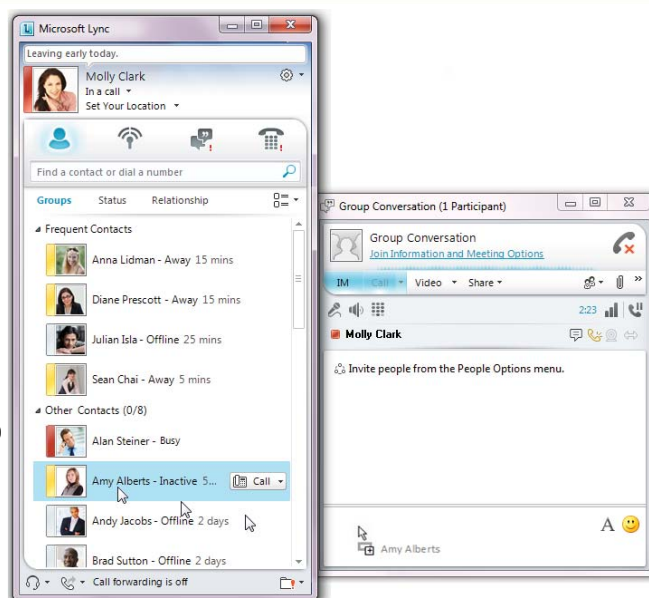 Microsoft Lync
Leaving early today.
Molly Clark
In a call
Set Your Location
Find a contact or dial a number
Groups Status Relationship
Frequent Contacts
Anna Lidman - Away 15 mins
Diane Prescott - Away 15 mins
Julian Isla - Offline 25 mins
Sean Chai - Away 5 mins
Other Contacts (0/8)
Alan Steiner - Busy
Amy Alberts - Inactive 5... Call
Andy Jacobs - Offline 2 days
Brad Sutton - Offline 2 days
Call forwarding is off
Group Conversation (1 Participant)
Group Conversation
Join Information and Meeting Options
IM Call Video Share »
2:23
Molly Clark
Invite people from the People Options menu.
A
Amy Alberts